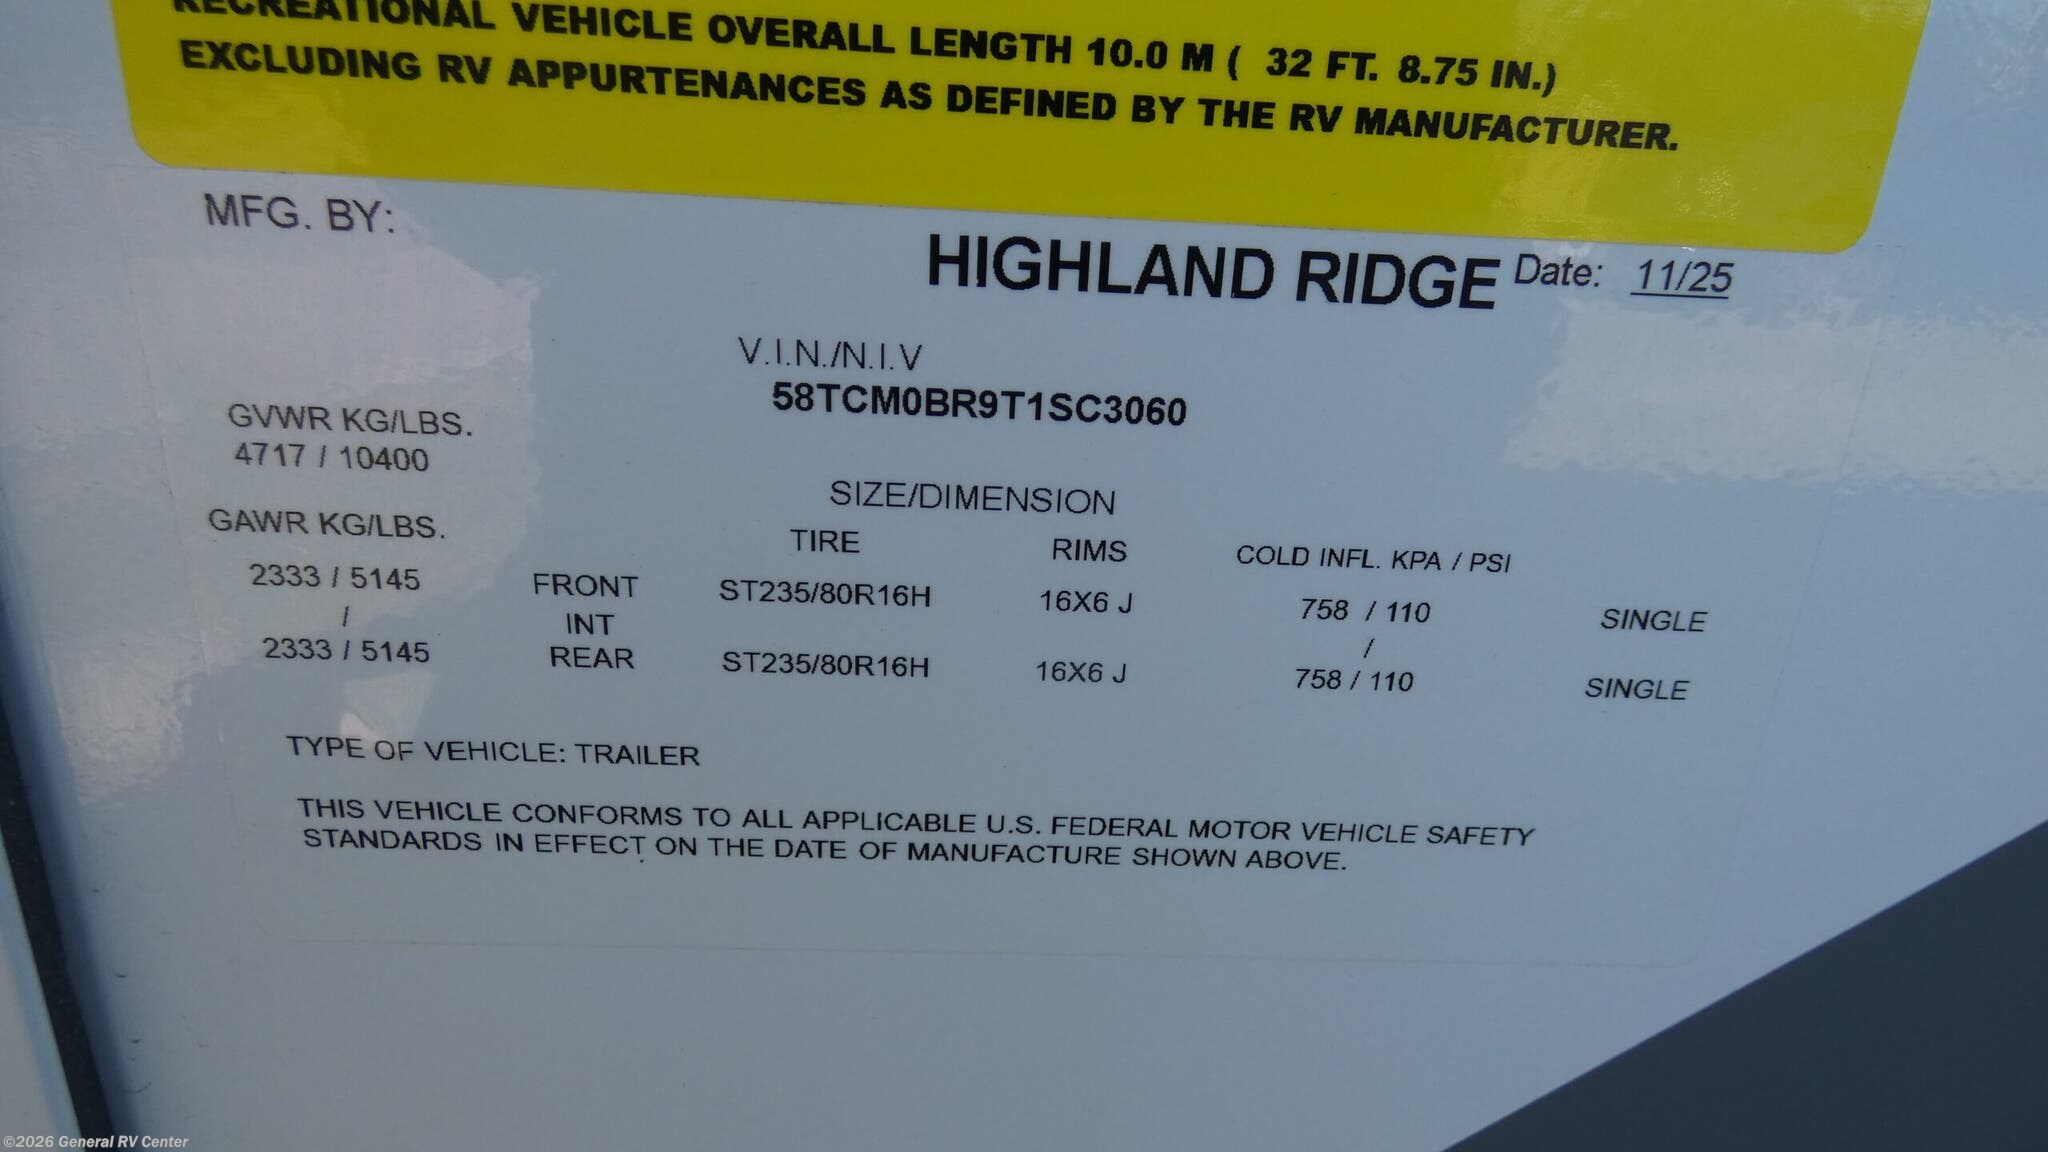 RECREATIONAL VEHICLE OVERALL LENGTH 10.0 M ( 32 FT. 8.75 IN.)
EXCLUDING RV APPURTENANCES AS DEFINED BY THE RV MANUFACTURER.
MFG. BY:
HIGHLAND RIDGE Date: 11/25
V.I.N./N.I.V
58TCM0BR9T1SC3060
GVWR KG/LBS.
4717 / 10400
SIZE/DIMENSION
GAWR KG/LBS. TIRE RIMS COLD INFL. KPA / PSI
2333 / 5145 FRONT ST235/80R16H 16X6 J 758 / 110 SINGLE
/ INT /
2333 / 5145 REAR ST235/80R16H 16X6 J 758 / 110 SINGLE
TYPE OF VEHICLE: TRAILER
THIS VEHICLE CONFORMS TO ALL APPLICABLE U.S. FEDERAL MOTOR VEHICLE SAFETY
STANDARDS IN EFFECT ON THE DATE OF MANUFACTURE SHOWN ABOVE.
©2026 General RV Center